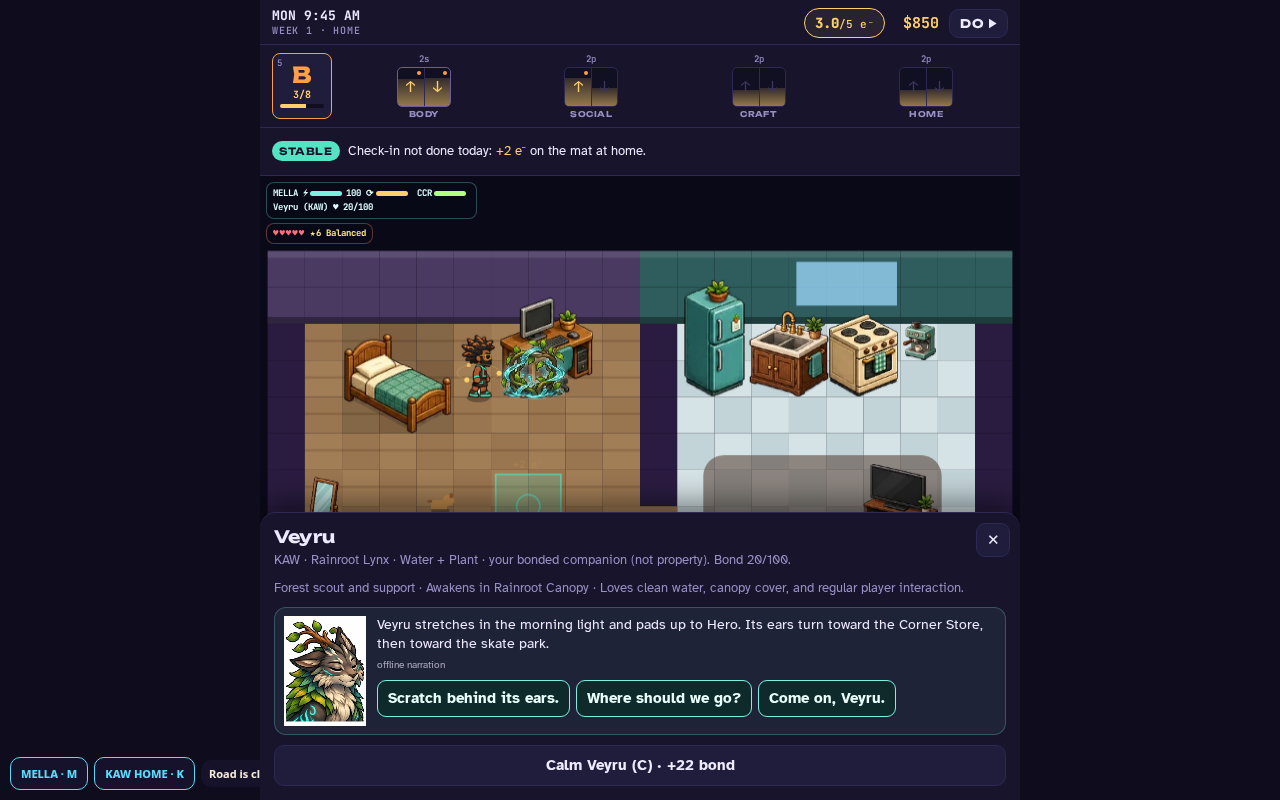 MON 9:45 AM
WEEK 1 · HOME
3.0/5 e⁻
$850
DO ▶
5
B
3/8
2s
BODY
2p
SOCIAL
2p
CRAFT
2p
HOME
STABLE
Check-in not done today: +2 e⁻ on the mat at home.
MELLA ⚡ 100 ⟳ CCR
Veyru (KAW) ♥ 20/100
♥♥♥♥♥ ★6 Balanced
Veyru
✕
KAW · Rainroot Lynx · Water + Plant · your bonded companion (not property). Bond 20/100.
Forest scout and support · Awakens in Rainroot Canopy · Loves clean water, canopy cover, and regular player interaction.
Veyru stretches in the morning light and pads up to Hero. Its ears turn toward the Corner Store,
then toward the skate park.
offline narration
Scratch behind its ears.
Where should we go?
Come on, Veyru.
Calm Veyru (C) · +22 bond
MELLA · M
KAW HOME · K
Road is